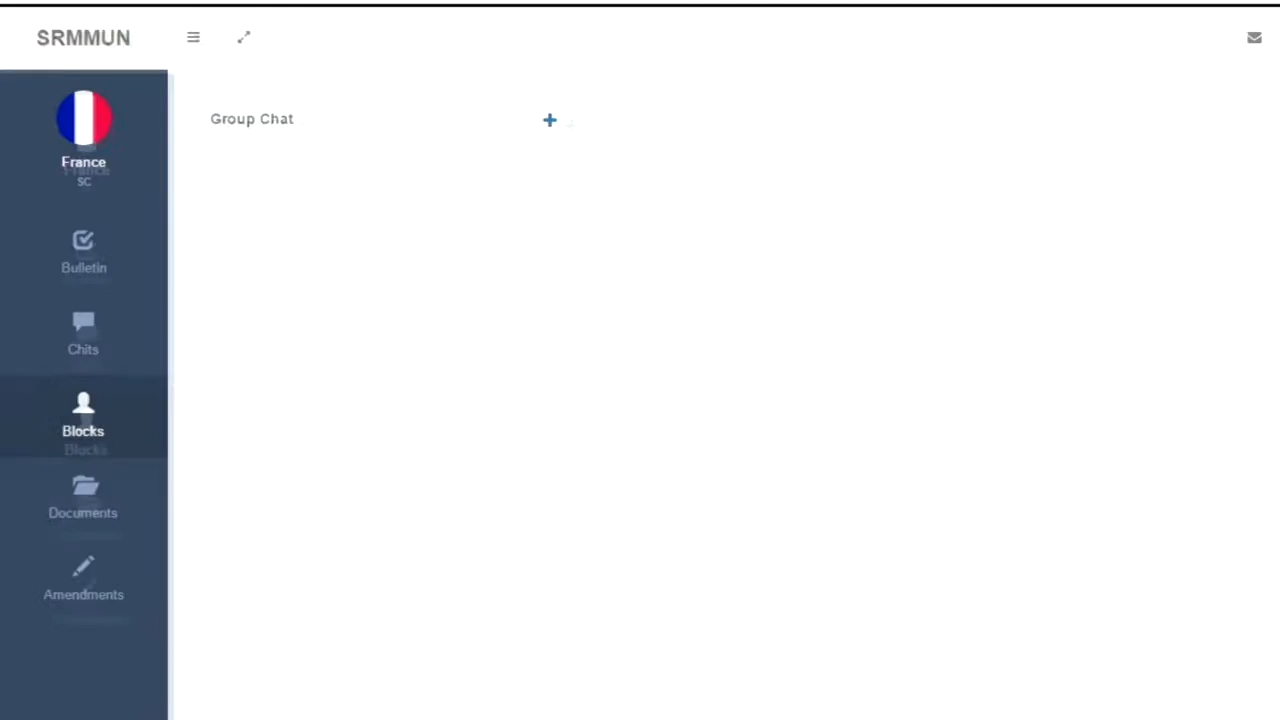 SRMMUN
Group Chat
France
SC
Bulletin
Chits
Blocks
Documents
Amendments